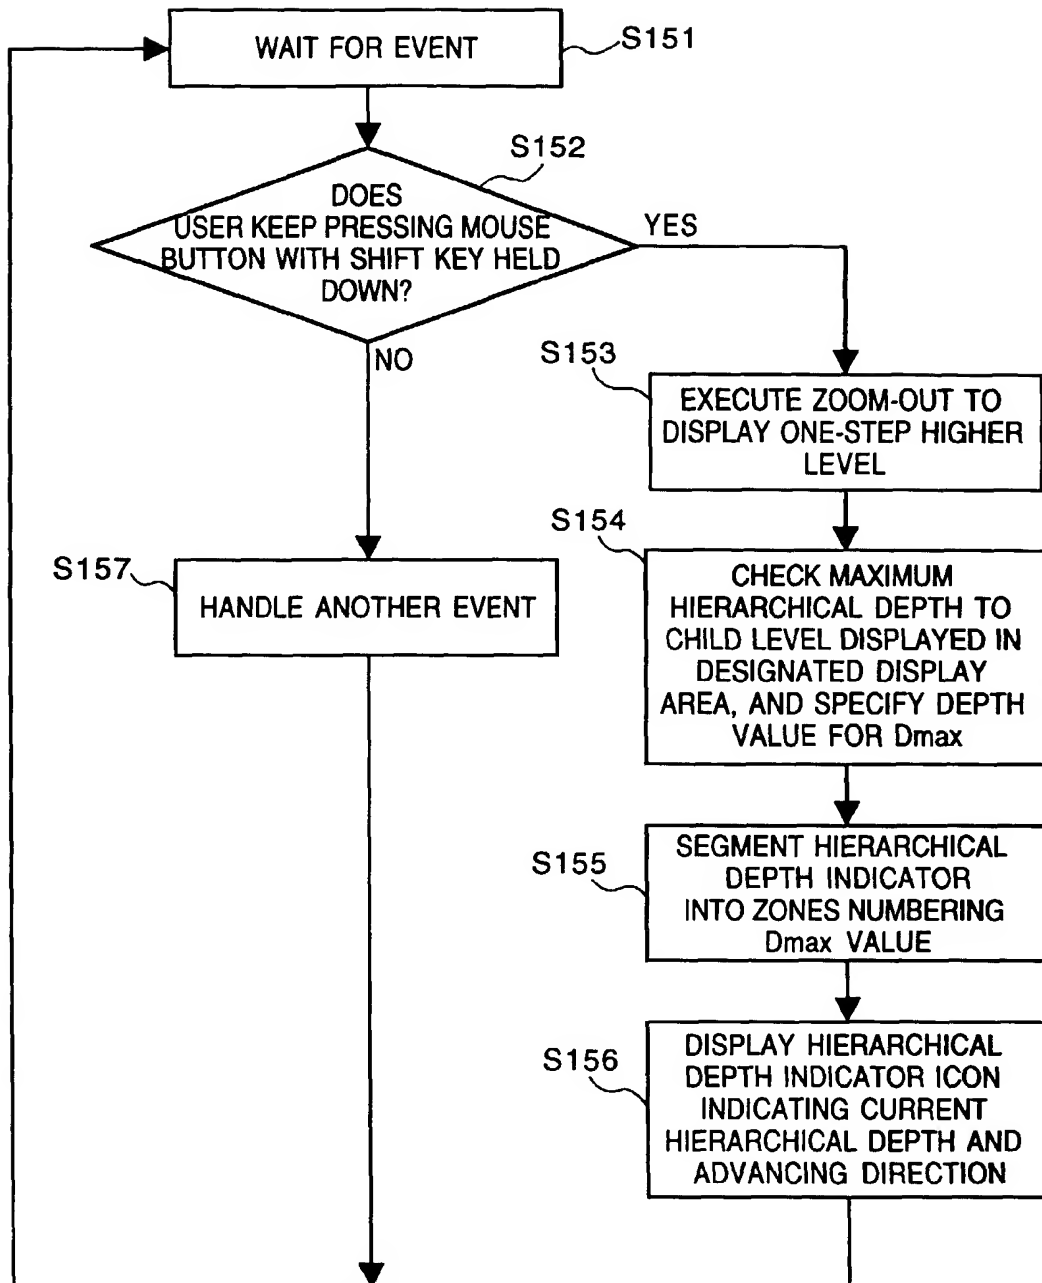 WAIT FOR EVENT
S151
S152
DOES
USER KEEP PRESSING MOUSE
BUTTON WITH SHIFT KEY HELD
DOWN?
YES
NO
S153
EXECUTE ZOOM-OUT TO
DISPLAY ONE-STEP HIGHER
LEVEL
S154
CHECK MAXIMUM
HIERARCHICAL DEPTH TO
CHILD LEVEL DISPLAYED IN
DESIGNATED DISPLAY
AREA, AND SPECIFY DEPTH
VALUE FOR Dmax
S157
HANDLE ANOTHER EVENT
S155
SEGMENT HIERARCHICAL
DEPTH INDICATOR
INTO ZONES NUMBERING
Dmax VALUE
S156
DISPLAY HIERARCHICAL
DEPTH INDICATOR ICON
INDICATING CURRENT
HIERARCHICAL DEPTH AND
ADVANCING DIRECTION